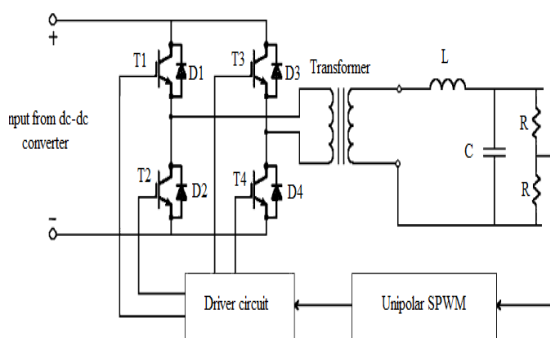 +
T1
D1
T3
D3
Transformer
L
nput from dc-dc
converter
C
R
R
T2
D2
T4
D4
−
Driver circuit
Unipolar SPWM